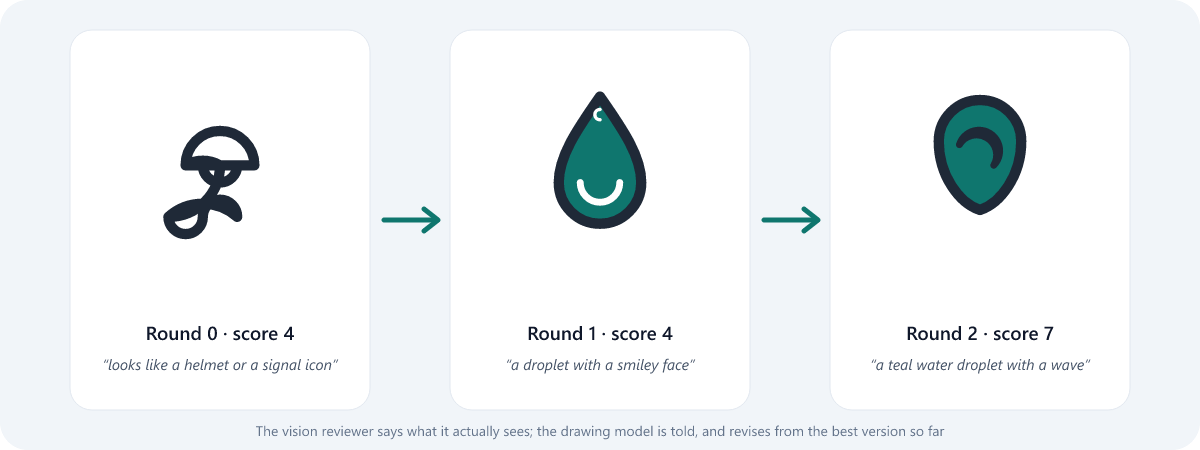 Round 0 · score 4
“looks like a helmet or a signal icon”
Round 1 · score 4
“a droplet with a smiley face”
Round 2 · score 7
“a teal water droplet with a wave”
The vision reviewer says what it actually sees; the drawing model is told, and revises from the best version so far